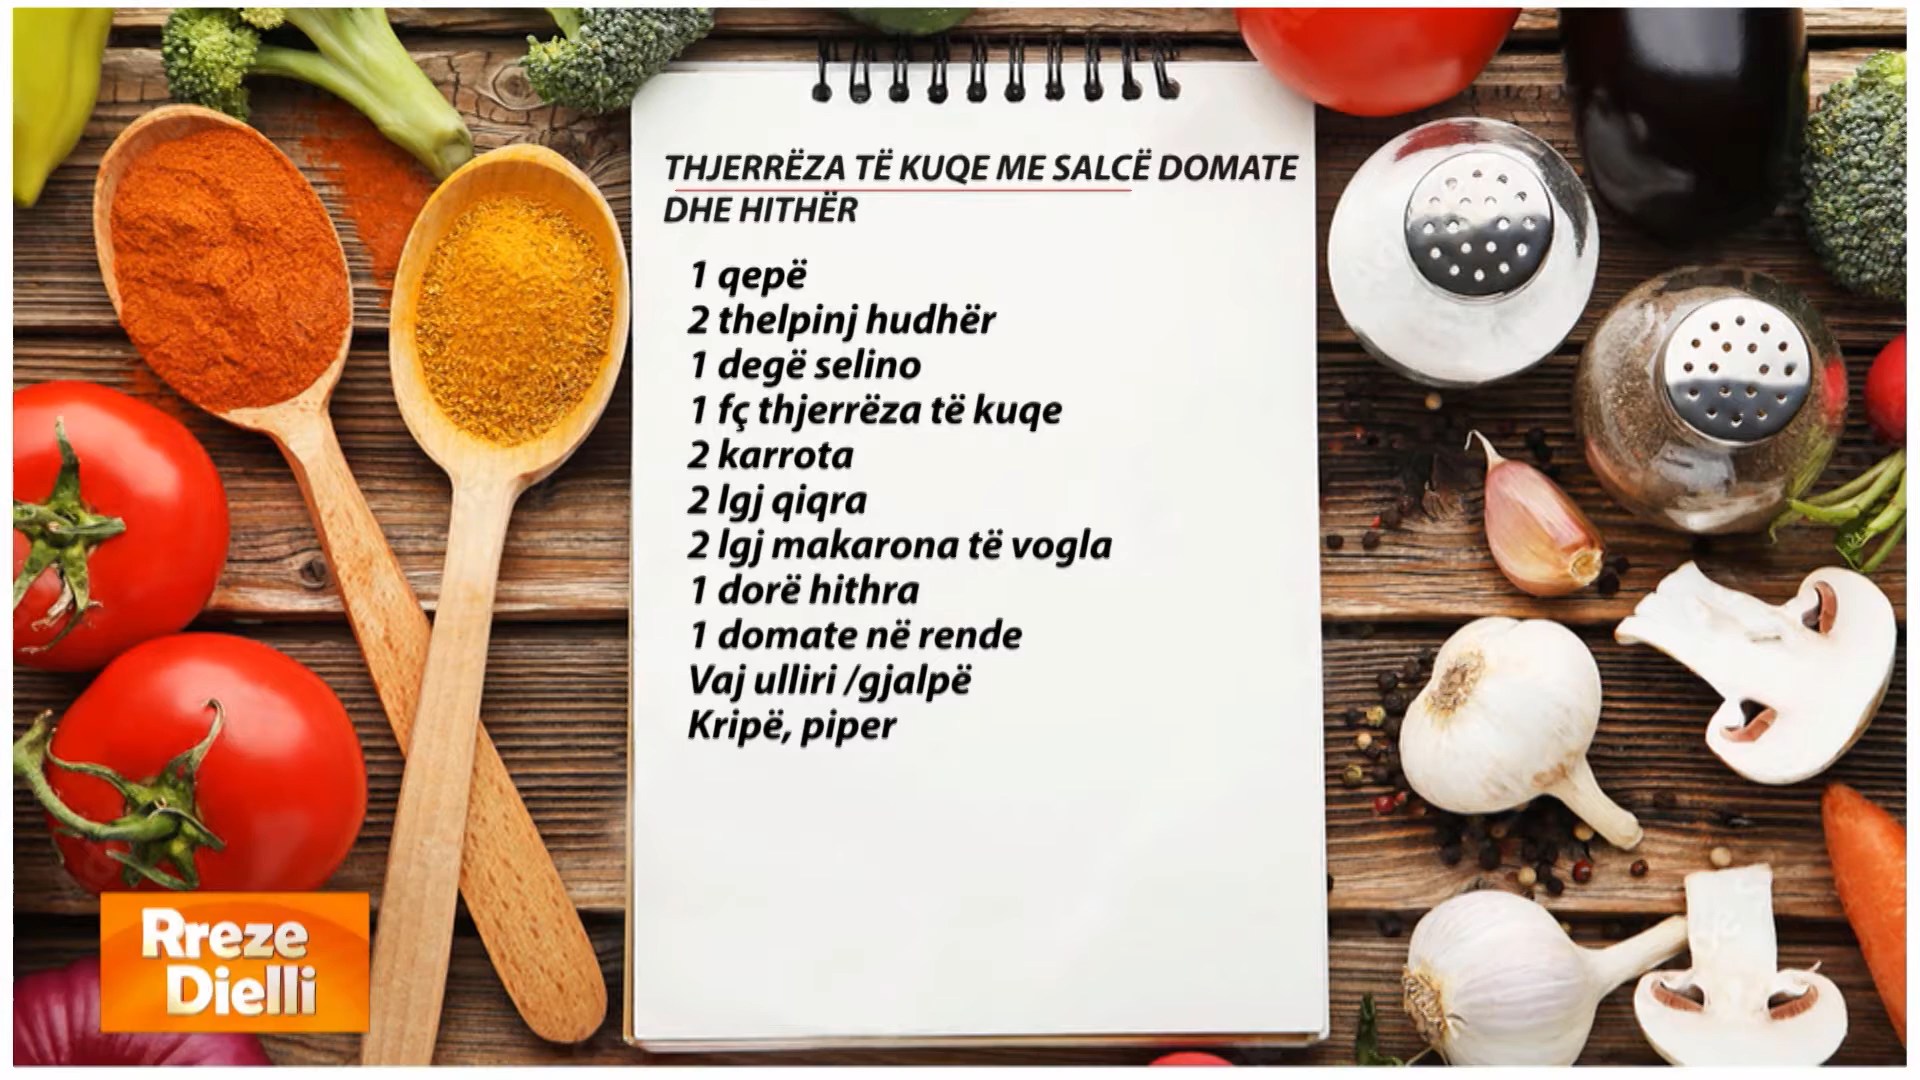 THJERRËZA TË KUQE ME SALCË DOMATE
DHE HITHËR
1 qepë
2 thelpinj hudhër
1 degë selino
1 fç thjerrëza të kuqe
2 karrota
2 lgj qiqra
2 lgj makarona të vogla
1 dorë hithra
1 domate në rende
Vaj ulliri /gjalpë
Kripë, piper
Rreze
Dielli